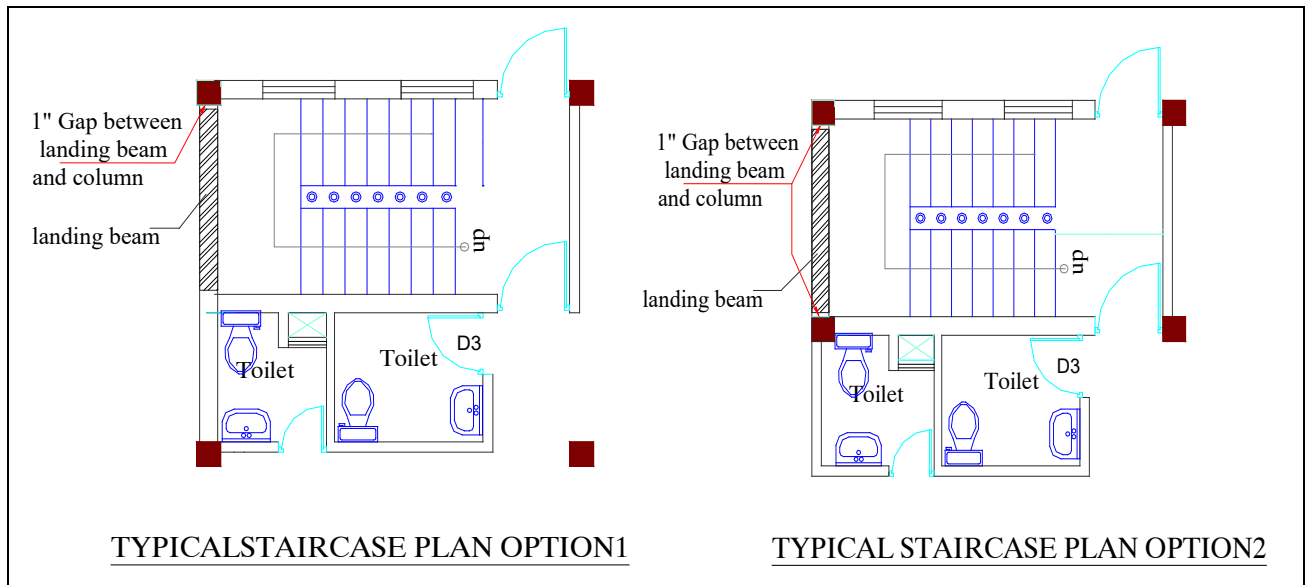 1" Gap between
landing beam
and column
landing beam
dn
Toilet
Toilet
D3
TYPICALSTAIRCASE PLAN OPTION1
1" Gap between
landing beam
and column
landing beam
dn
Toilet
Toilet
D3
TYPICAL STAIRCASE PLAN OPTION2